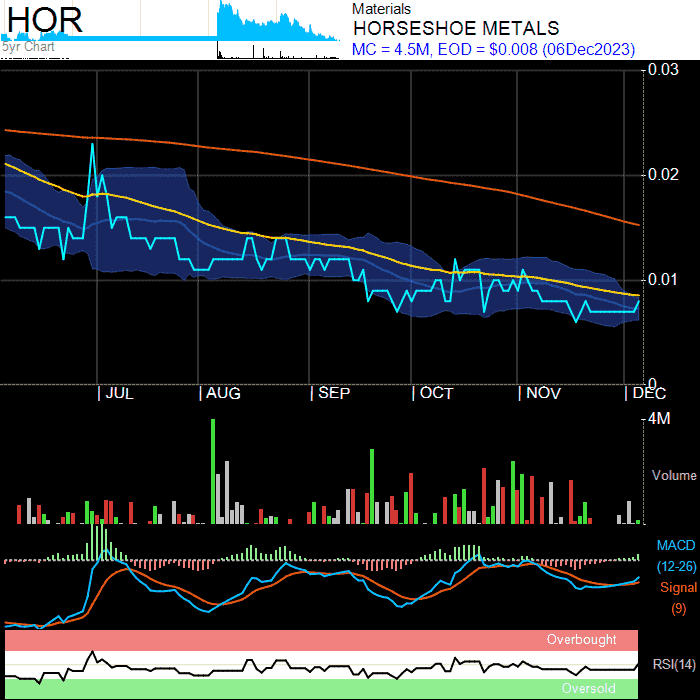 HOR
5yr Chart
Materials
HORSESHOE METALS
MC = 4.5M, EOD = $0.008 (06Dec2023)
0.03
0.02
0.01
0
JUL AUG SEP OCT NOV DEC
4M
Volume
MACD
(12-26)
Signal
(9)
Overbought
RSI(14)
Oversold